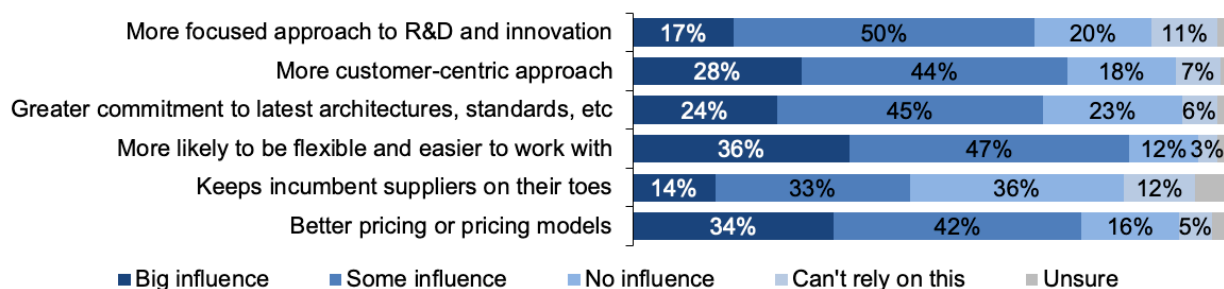 More focused approach to R&D and innovation 17% 50% 20% 11%
More customer-centric approach 28% 44% 18% 7%
Greater commitment to latest architectures, standards, etc 24% 45% 23% 6%
More likely to be flexible and easier to work with 36% 47% 12% 3%
Keeps incumbent suppliers on their toes 14% 33% 36% 12%
Better pricing or pricing models 34% 42% 16% 5%
Big influence Some influence No influence Can't rely on this Unsure